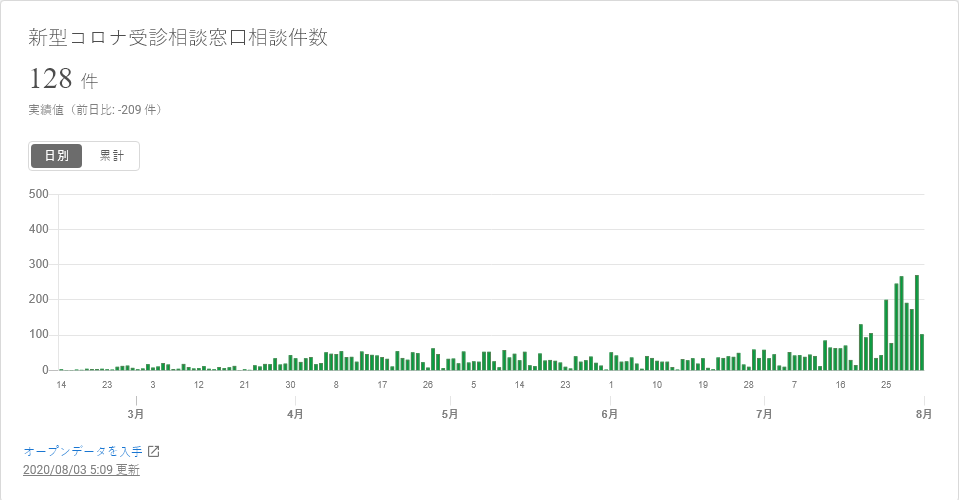 新型コロナ受診相談窓口相談件数
128 件
実績値（前日比: -209 件）
日別 累計
500
400
300
200
100
0
14 23 3 12 21 30 8 17 26 5 14 23 1 10 19 28 7 16 25
3月 4月 5月 6月 7月 8月
オープンデータを入手
2020/08/03 5:09 更新